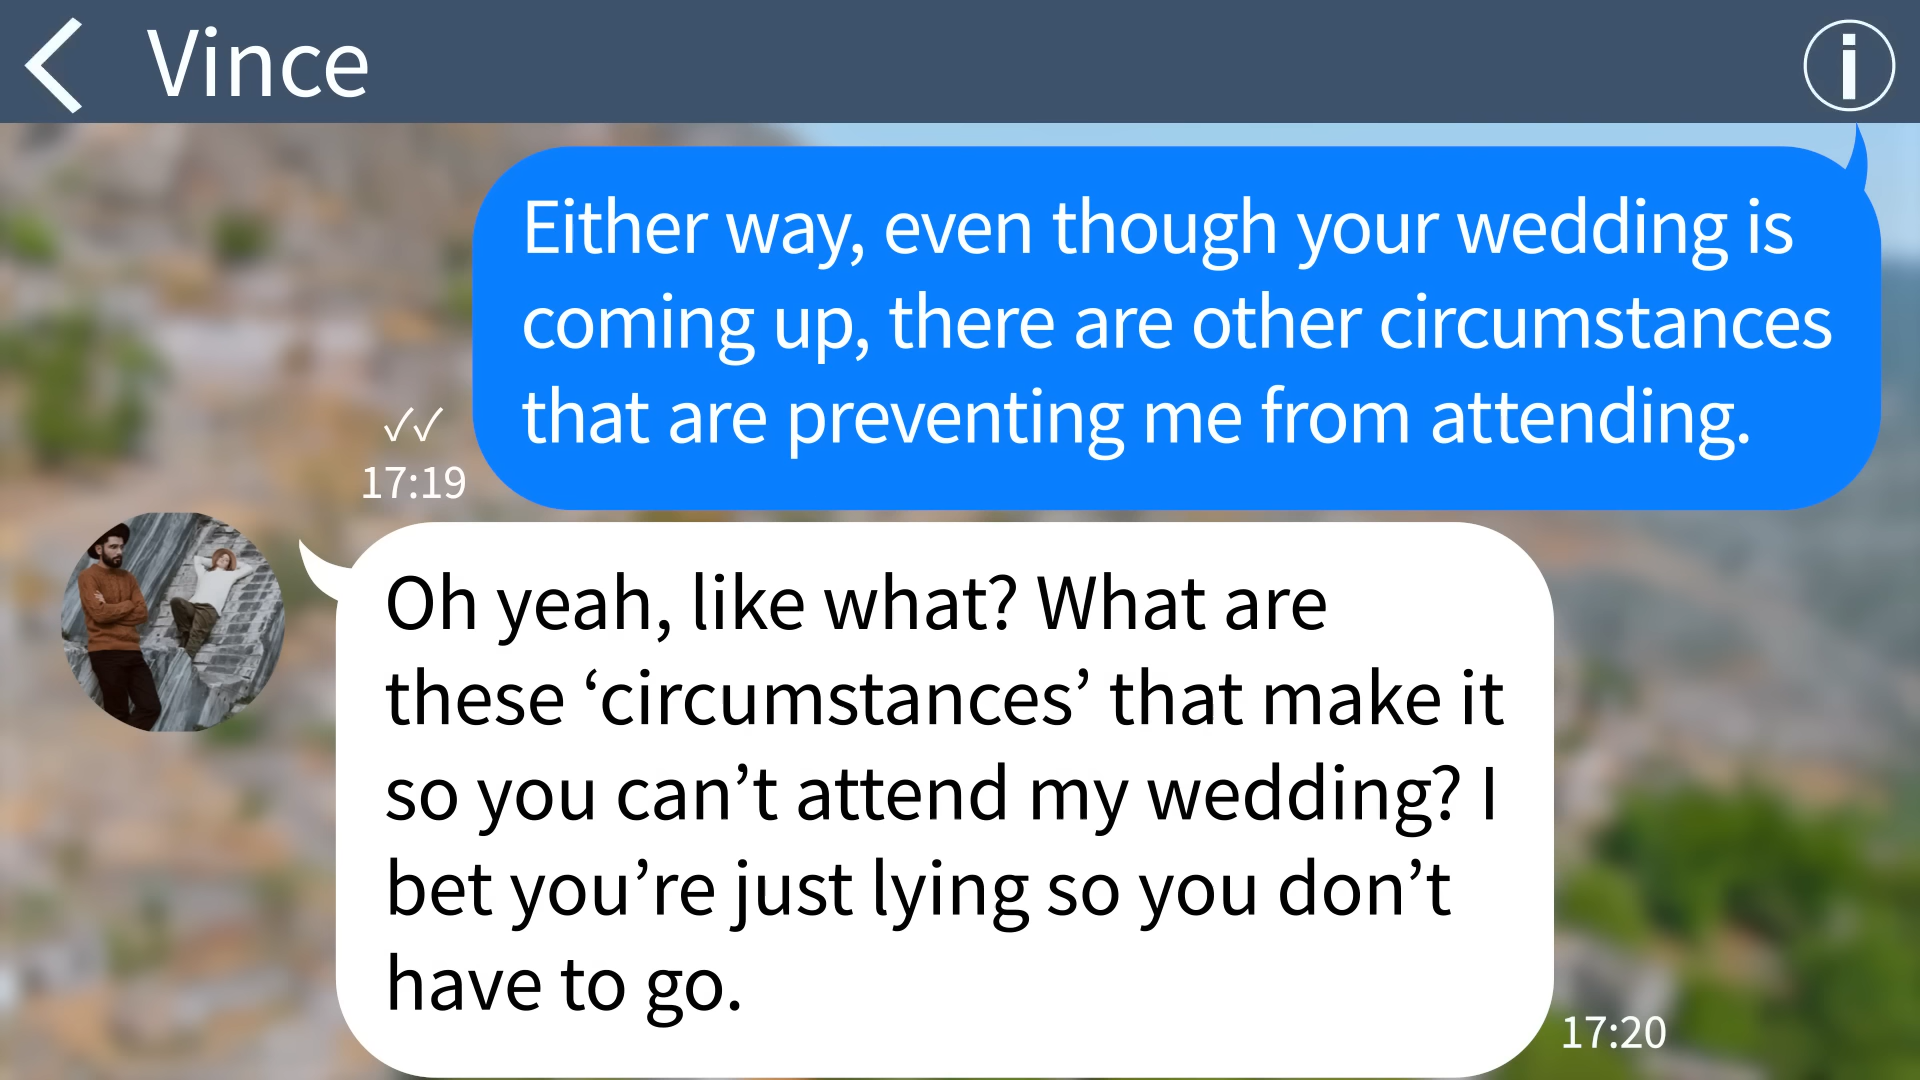 Vince
Either way, even though your wedding is
coming up, there are other circumstances
that are preventing me from attending.
17:19
Oh yeah, like what? What are
these ‘circumstances’ that make it
so you can’t attend my wedding? I
bet you’re just lying so you don’t
have to go.
17:20